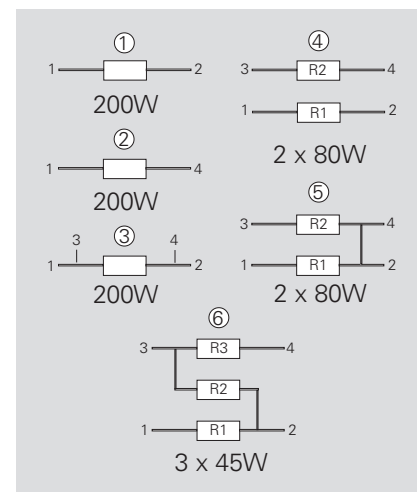 ①
1 2
200W
②
1 4
200W
③
3 4
1 2
200W
④
3 R2 4
1 R1 2
2 x 80W
⑤
3 R2 4
1 R1 2
2 x 80W
⑥
3 R3 4
R2
1 R1 2
3 x 45W